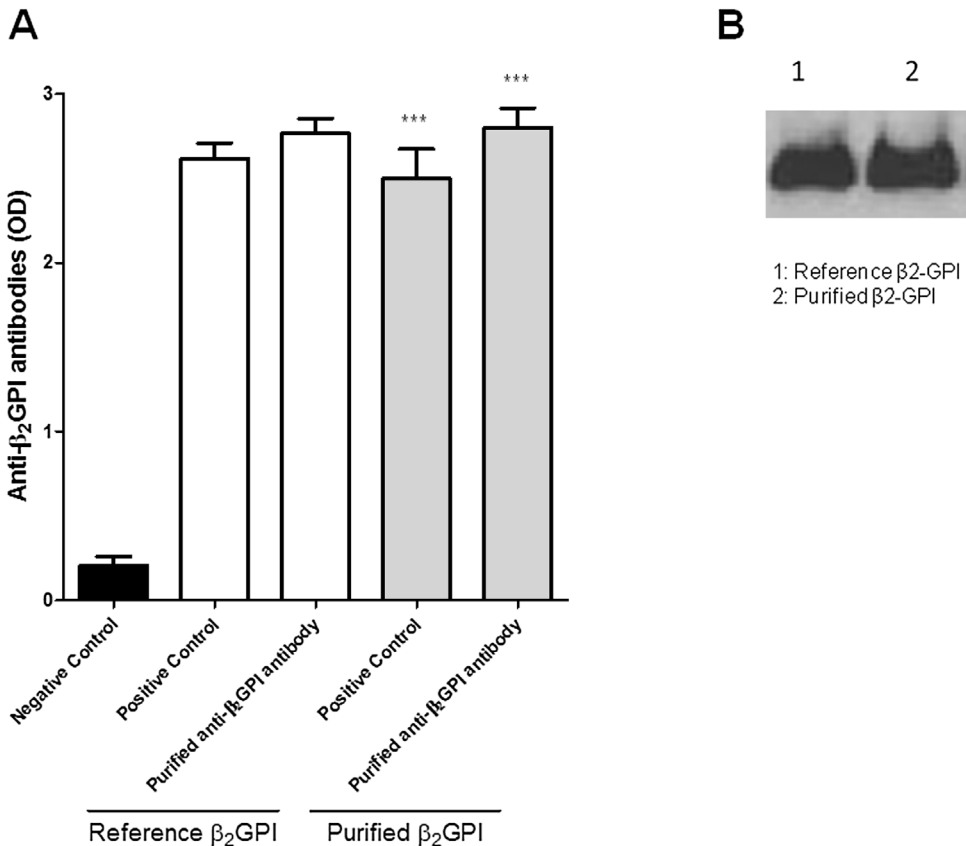 A
Anti-β2GPI antibodies (OD)
3
2
1
0
***
***
Negative Control
Positive Control
Purified anti-β2GPI antibody
Positive Control
Purified anti-β2GPI antibody
Reference β2GPI
Purified β2GPI
B
1 2
1: Reference β2-GPI
2: Purified β2-GPI